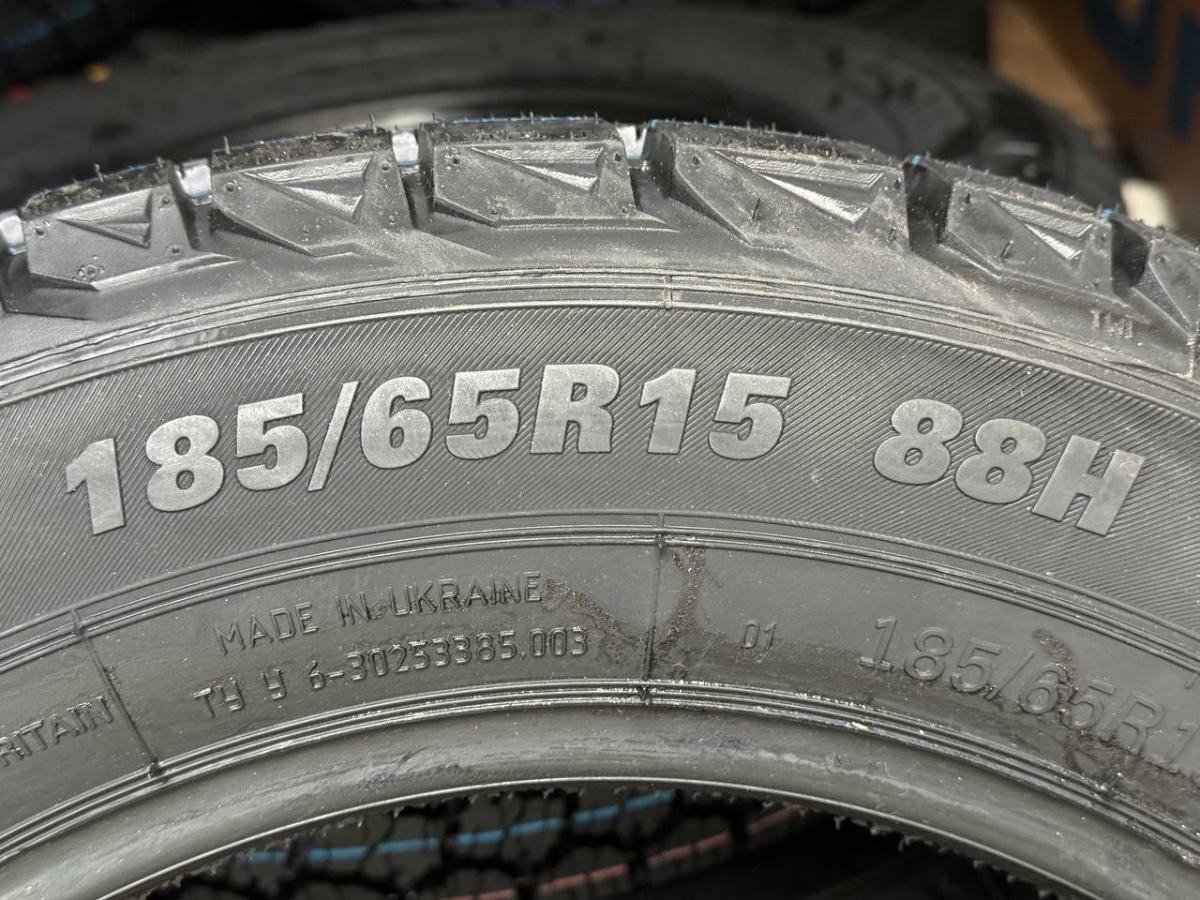 TM
185/65R15 88H
MADE IN UKRAINE
ТУ У 6-30253385.003
01
185/65R1
RITAIN